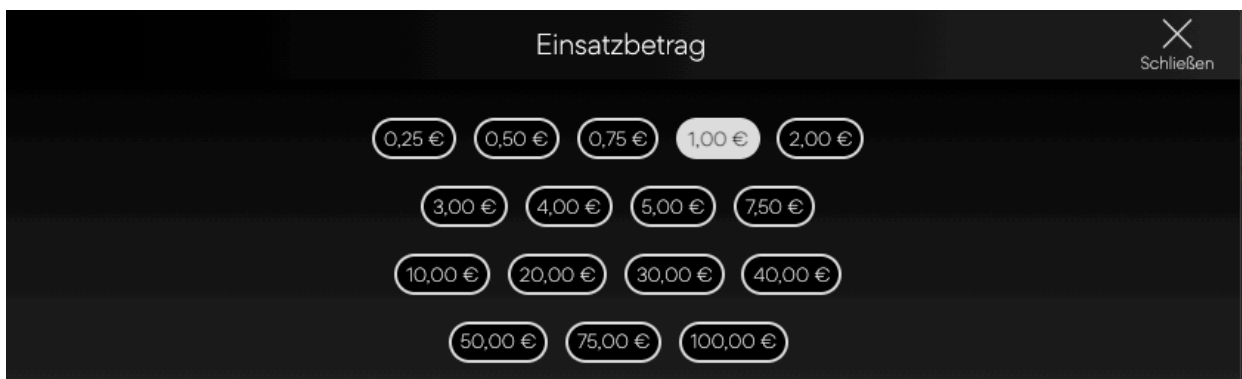 Einsatzbetrag
Schließen
0,25 € 0,50 € 0,75 € 1,00 € 2,00 €
3,00 € 4,00 € 5,00 € 7,50 €
10,00 € 20,00 € 30,00 € 40,00 €
50,00 € 75,00 € 100,00 €